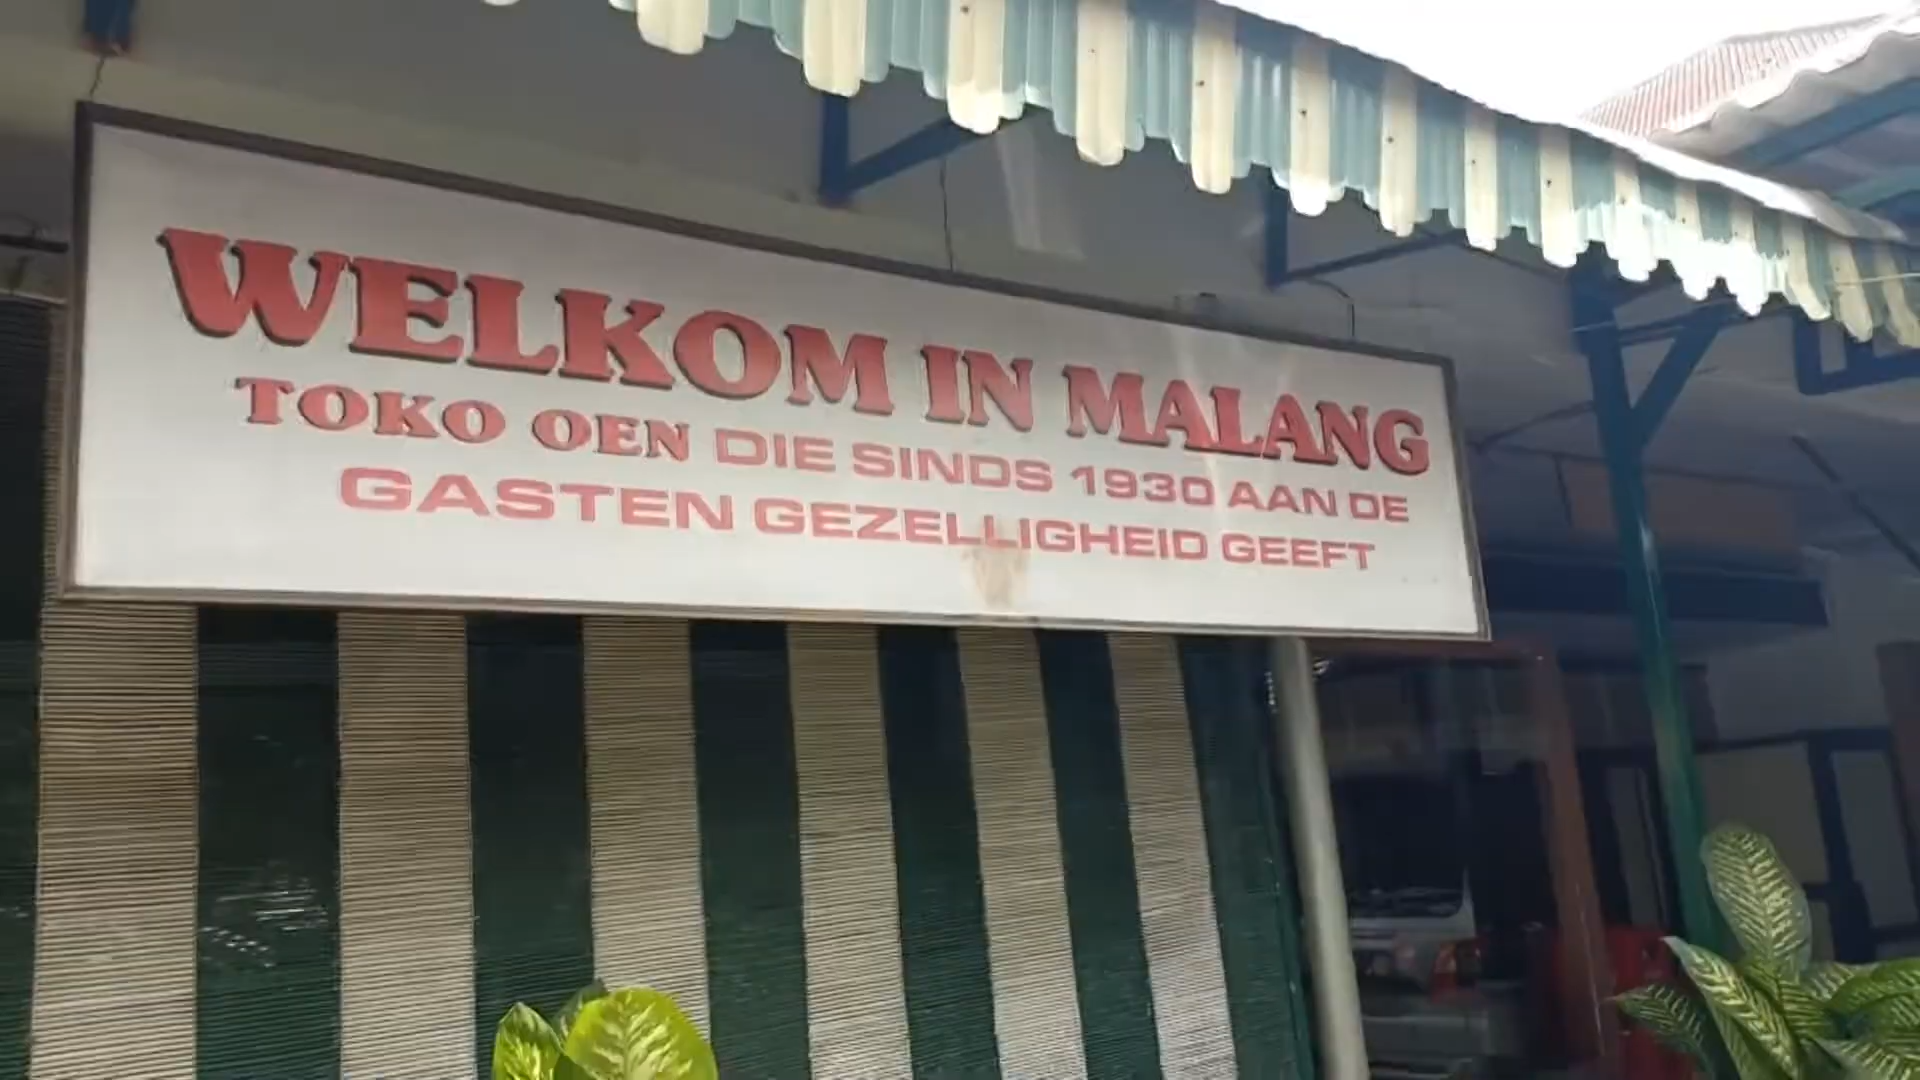 WELKOM IN MALANG
TOKO OEN DIE SINDS 1930 AAN DE
GASTEN GEZELLIGHEID GEEFT